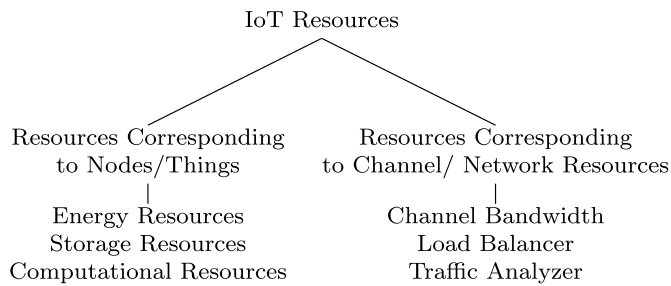 IoT Resources
Resources Corresponding
to Nodes/Things
Energy Resources
Storage Resources
Computational Resources
Resources Corresponding
to Channel/ Network Resources
Channel Bandwidth
Load Balancer
Traffic Analyzer